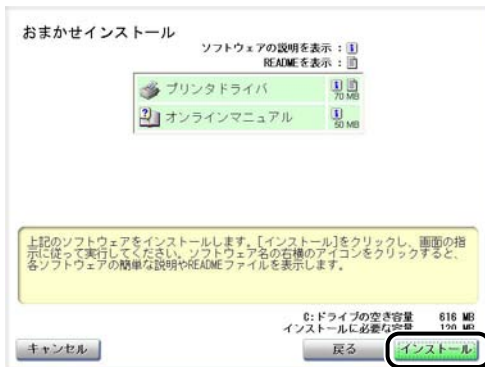 おまかせインストール
ソフトウェアの説明を表示 :
READMEを表示 :
プリンタドライバ
70 MB
オンラインマニュアル
50 MB
上記のソフトウェアをインストールします。[インストール]をクリックし、画面の指
示に従って実行してください。ソフトウェア名の右横のアイコンをクリックすると、
各ソフトウェアの簡単な説明やREADMEファイルを表示します。
C:ドライブの空き容量 616 MB
インストールに必要な容量 120 MB
キャンセル
戻る
インストール